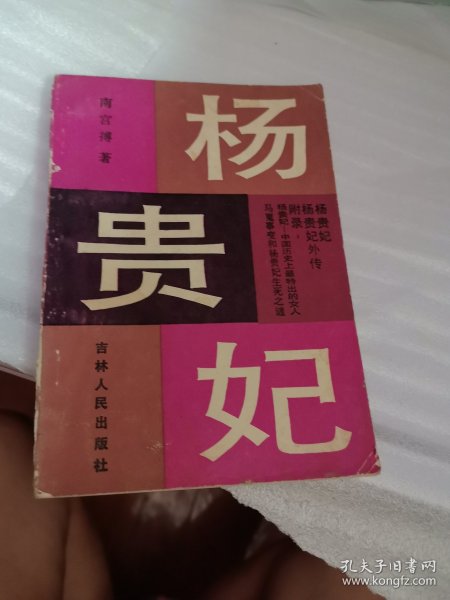 南宫搏著
杨
贵
妃
杨贵妃
杨贵妃外传
附录：
杨贵妃—中国历史上最特出的女人
马嵬事变和杨贵妃生死之谜
吉林人民出版社
孔夫子旧书网
www.kongfz.com